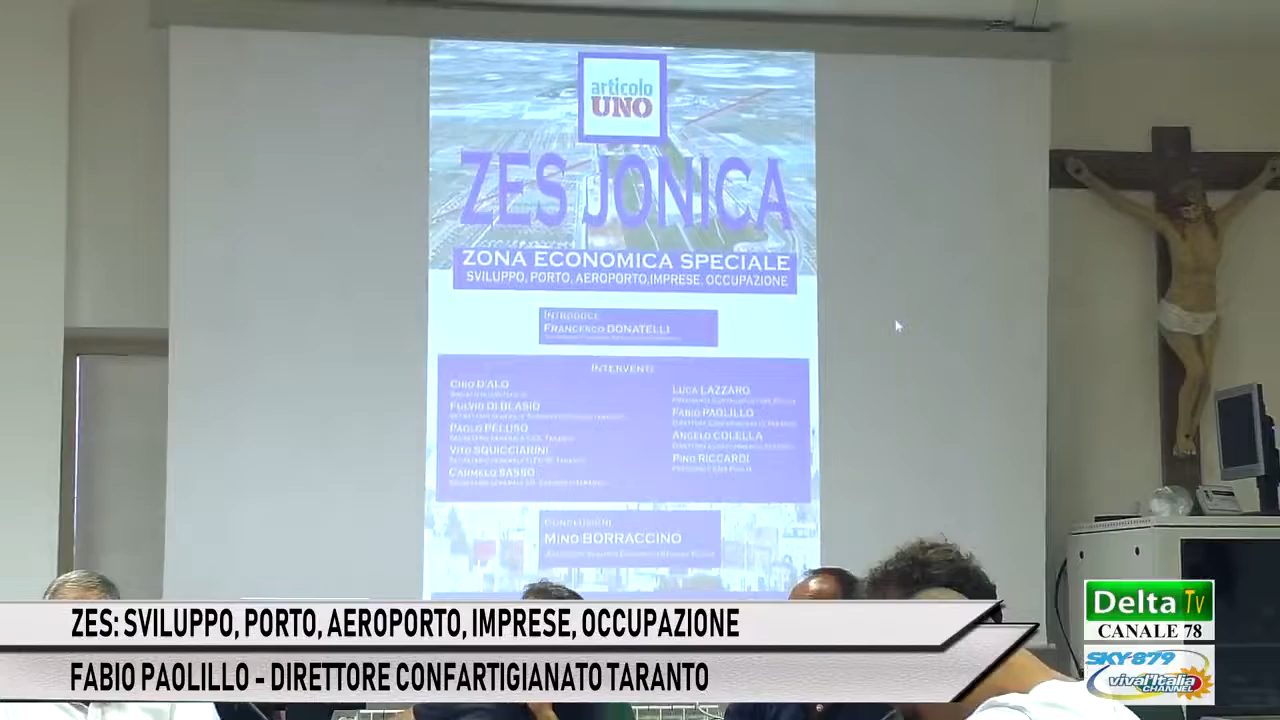 articolo
UNO
ZES JONICA
ZONA ECONOMICA SPECIALE
SVILUPPO, PORTO, AEROPORTO,IMPRESE, OCCUPAZIONE
INTRODUCE
FRANCESCO DONATELLI
INTERVENTI
CIRO D'ALO
FULVIO DI BLASIO
PAOLO PELUSO
VITO SQUICCIARINI
CARMELO SASSO
LUCA LAZZARO
FABIO PAOLILLO
ANGELO COLELLA
PINO RICCARDI
CONCLUSIONI
MINO BORRACCINO
ZES: SVILUPPO, PORTO, AEROPORTO, IMPRESE, OCCUPAZIONE
FABIO PAOLILLO - DIRETTORE CONFARTIGIANATO TARANTO
Delta Tv
CANALE 78
SKY-879
viva l'Italia
CHANNEL